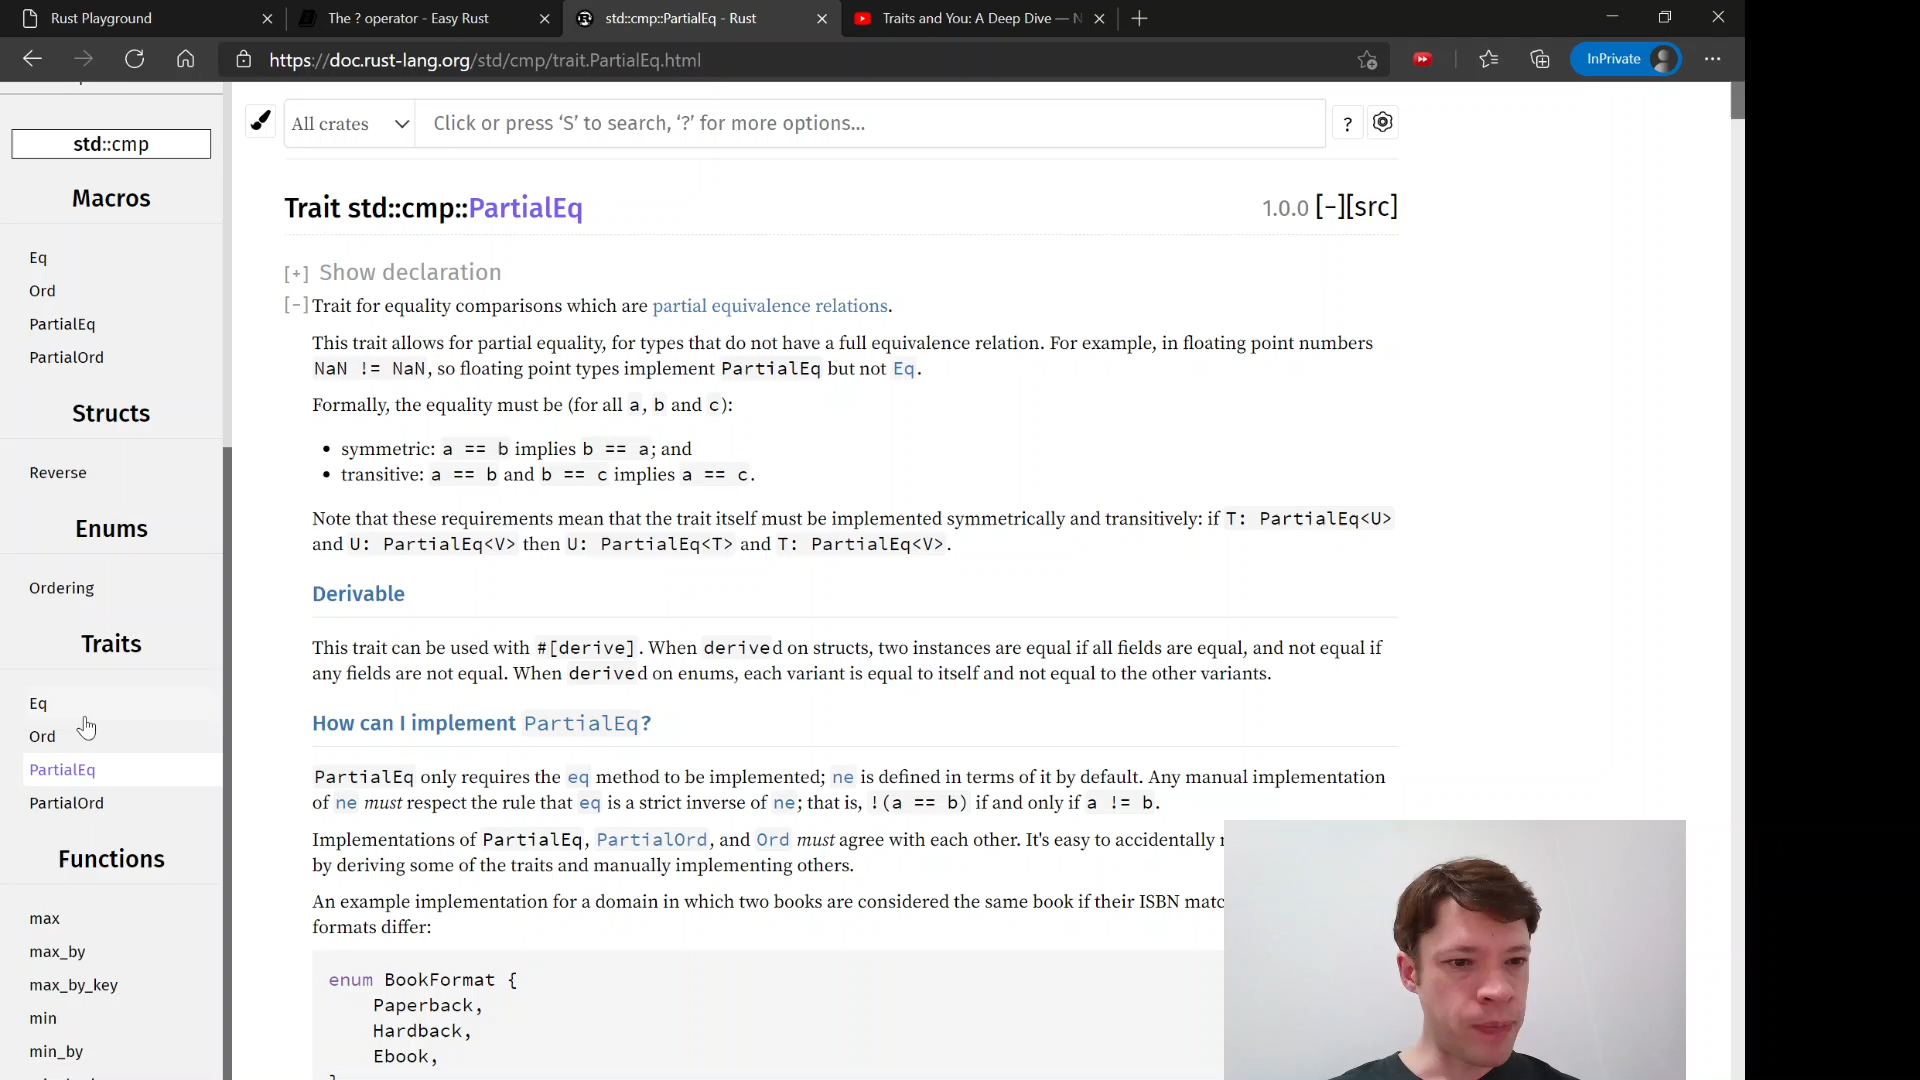 Rust Playground
The ? operator - Easy Rust
std::cmp::PartialEq - Rust
Traits and You: A Deep Dive — N
https://doc.rust-lang.org/std/cmp/trait.PartialEq.html
InPrivate
std::cmp
Macros
Eq
Ord
PartialEq
PartialOrd
Structs
Reverse
Enums
Ordering
Traits
Eq
Ord
PartialEq
PartialOrd
Functions
max
max_by
max_by_key
min
min_by
All crates
Click or press ‘S’ to search, ‘?’ for more options…
?
Trait std::cmp::PartialEq
1.0.0 [-][src]
[+] Show declaration
[-] Trait for equality comparisons which are partial equivalence relations.
This trait allows for partial equality, for types that do not have a full equivalence relation. For example, in floating point numbers
NaN != NaN, so floating point types implement PartialEq but not Eq.
Formally, the equality must be (for all a, b and c):
• symmetric: a == b implies b == a; and
• transitive: a == b and b == c implies a == c.
Note that these requirements mean that the trait itself must be implemented symmetrically and transitively: if T: PartialEq<U>
and U: PartialEq<V> then U: PartialEq<T> and T: PartialEq<V>.
Derivable
This trait can be used with #[derive]. When derived on structs, two instances are equal if all fields are equal, and not equal if
any fields are not equal. When derived on enums, each variant is equal to itself and not equal to the other variants.
How can I implement PartialEq?
PartialEq only requires the eq method to be implemented; ne is defined in terms of it by default. Any manual implementation
of ne must respect the rule that eq is a strict inverse of ne; that is, !(a == b) if and only if a != b.
Implementations of PartialEq, PartialOrd, and Ord must agree with each other. It's easy to accidentally
by deriving some of the traits and manually implementing others.
An example implementation for a domain in which two books are considered the same book if their ISBN matc
formats differ:
enum BookFormat {
Paperback,
Hardback,
Ebook,
}